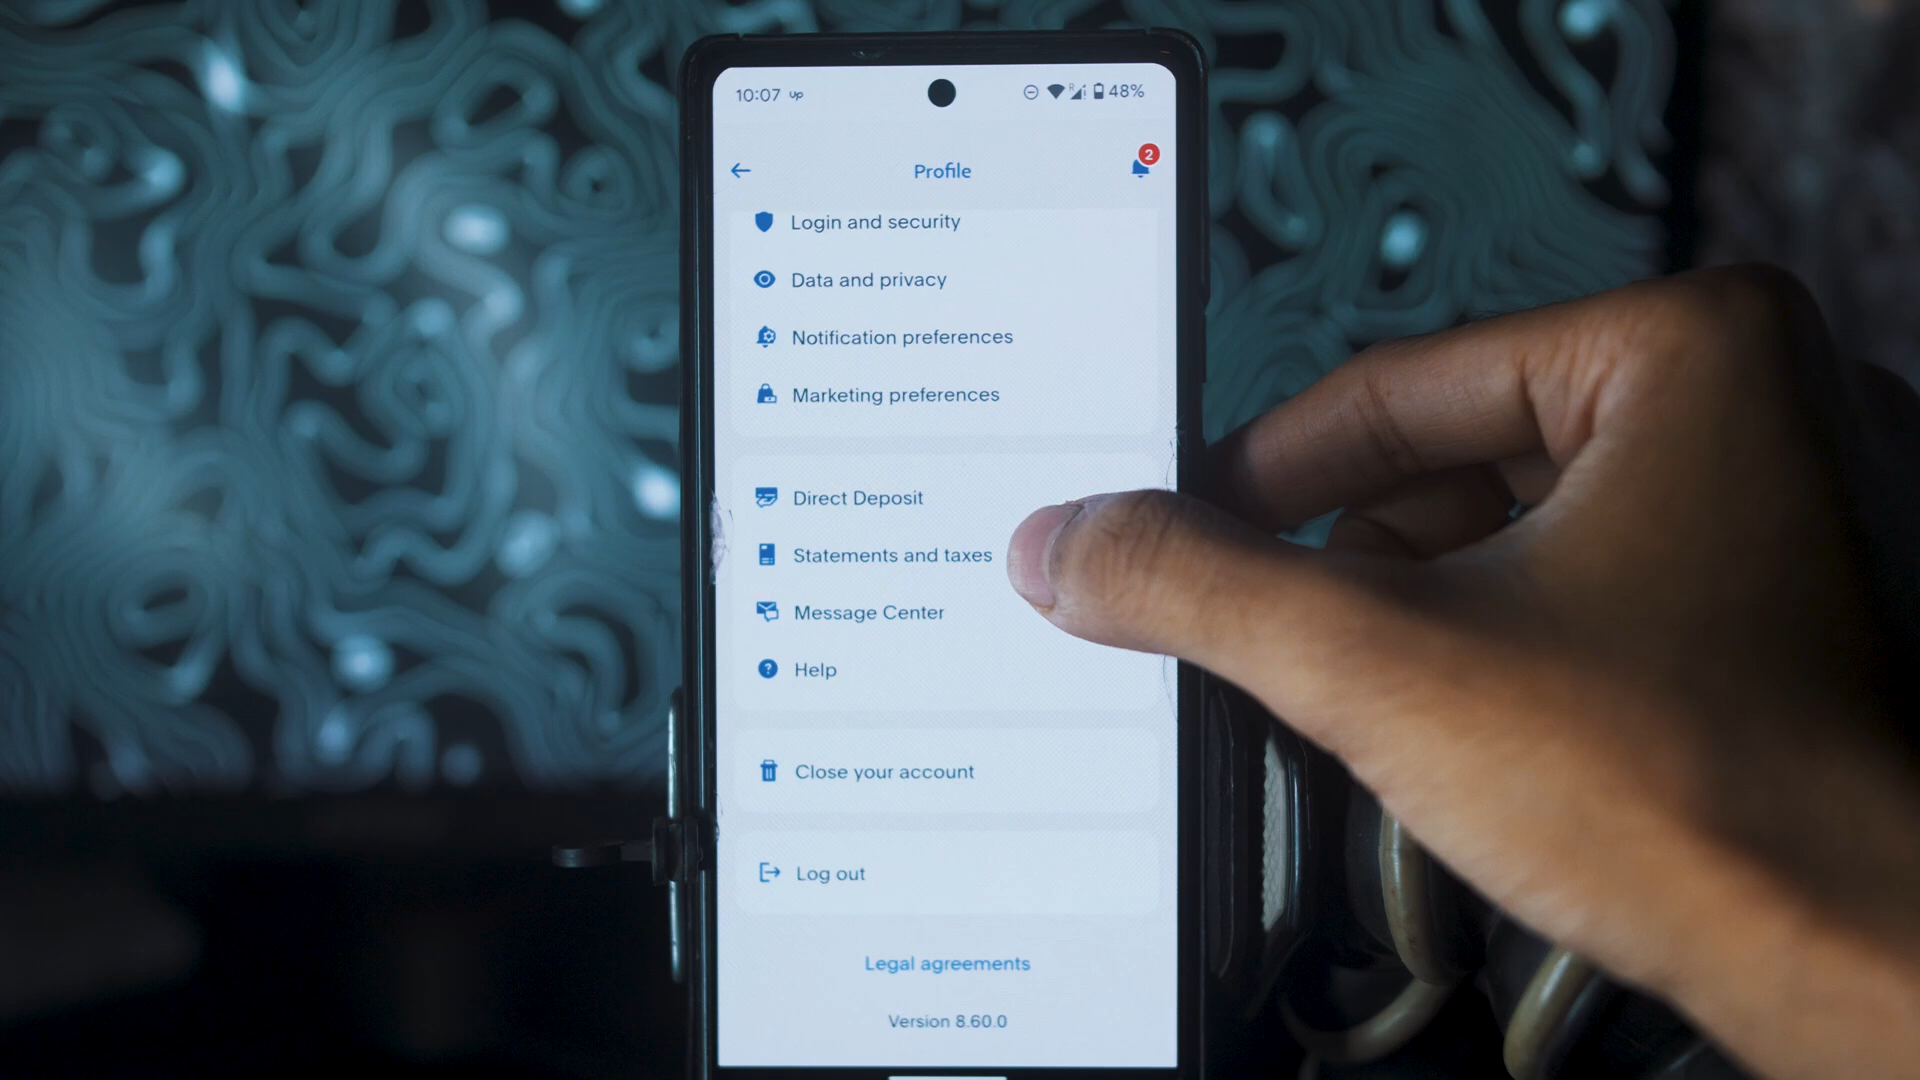 10:07 up R 48%
Profile
2
Login and security
Data and privacy
Notification preferences
Marketing preferences
Direct Deposit
Statements and taxes
Message Center
Help
Close your account
Log out
Legal agreements
Version 8.60.0